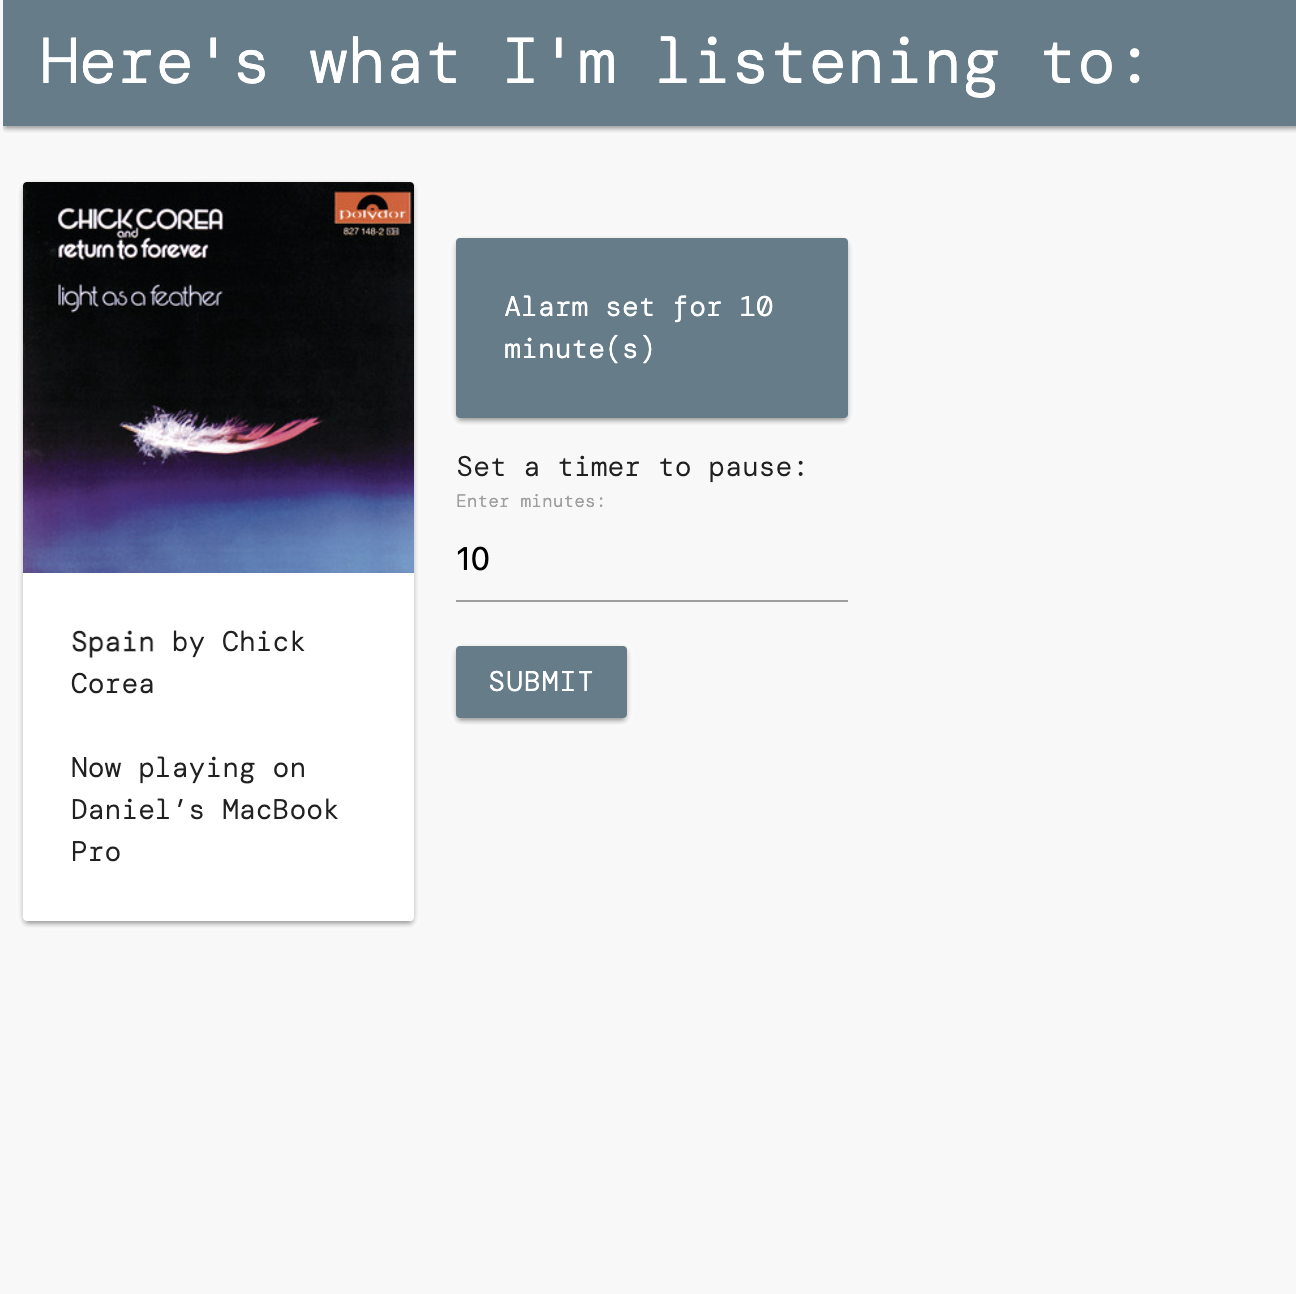 Here's what I'm listening to:
CHICK COREA
and
return to forever
light as a feather
polydor
827 148-2
Spain by Chick
Corea
Now playing on
Daniel’s MacBook
Pro
Alarm set for 10
minute(s)
Set a timer to pause:
Enter minutes:
10
SUBMIT